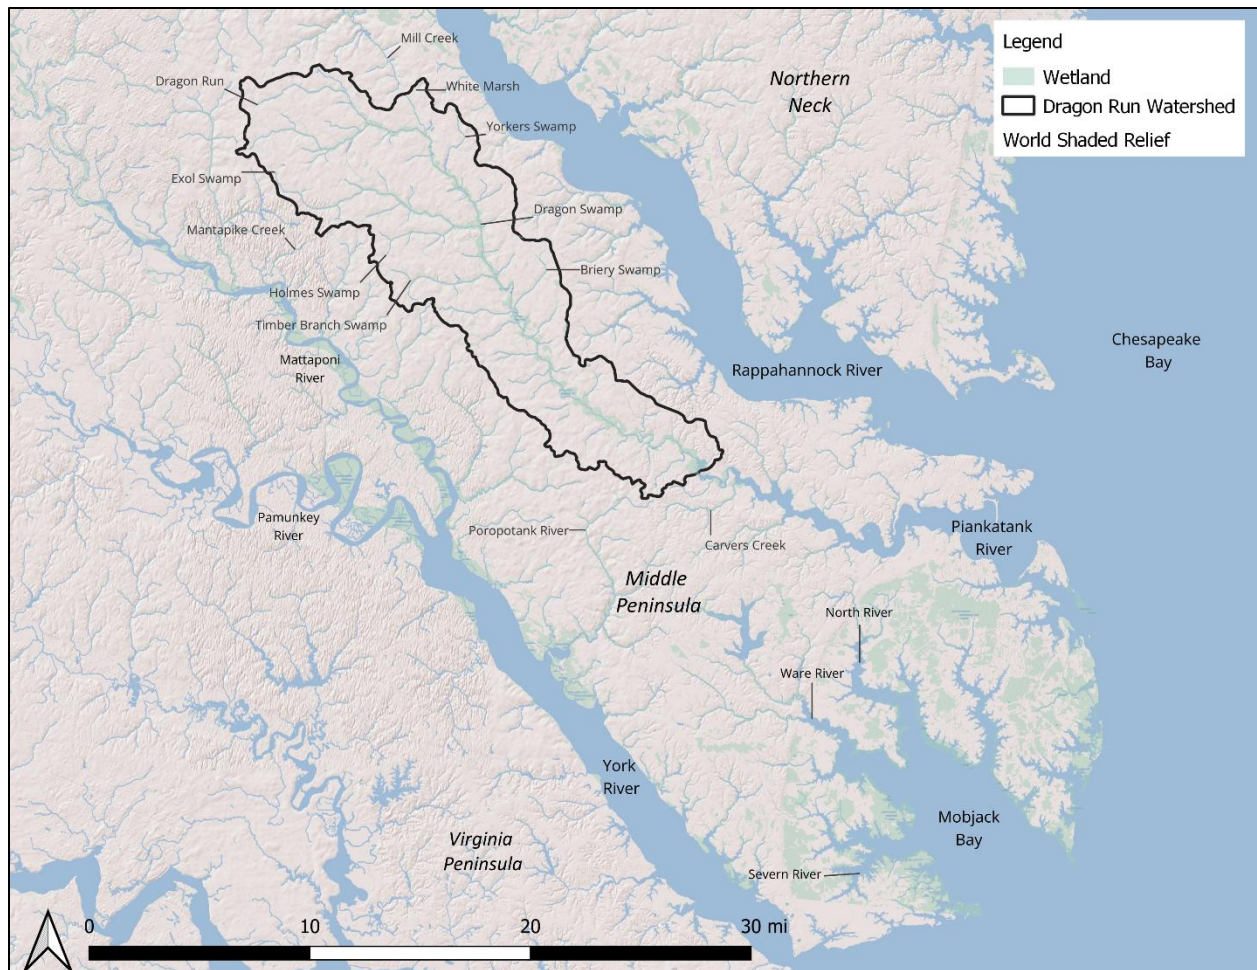 Mill Creek
Dragon Run
White Marsh
Yorkers Swamp
Exol Swamp
Dragon Swamp
Mantapike Creek
Briery Swamp
Holmes Swamp
Timber Branch Swamp
Mattaponi
River
Northern
Neck
Legend
Wetland
Dragon Run Watershed
World Shaded Relief
Chesapeake
Bay
Rappahannock River
Pamunkey
River
Poropotank River
Carvers Creek
Piankatank
River
Middle
Peninsula
North River
Ware River
York
River
Mobjack
Bay
Virginia
Peninsula
Severn River
0
10
20
30 mi